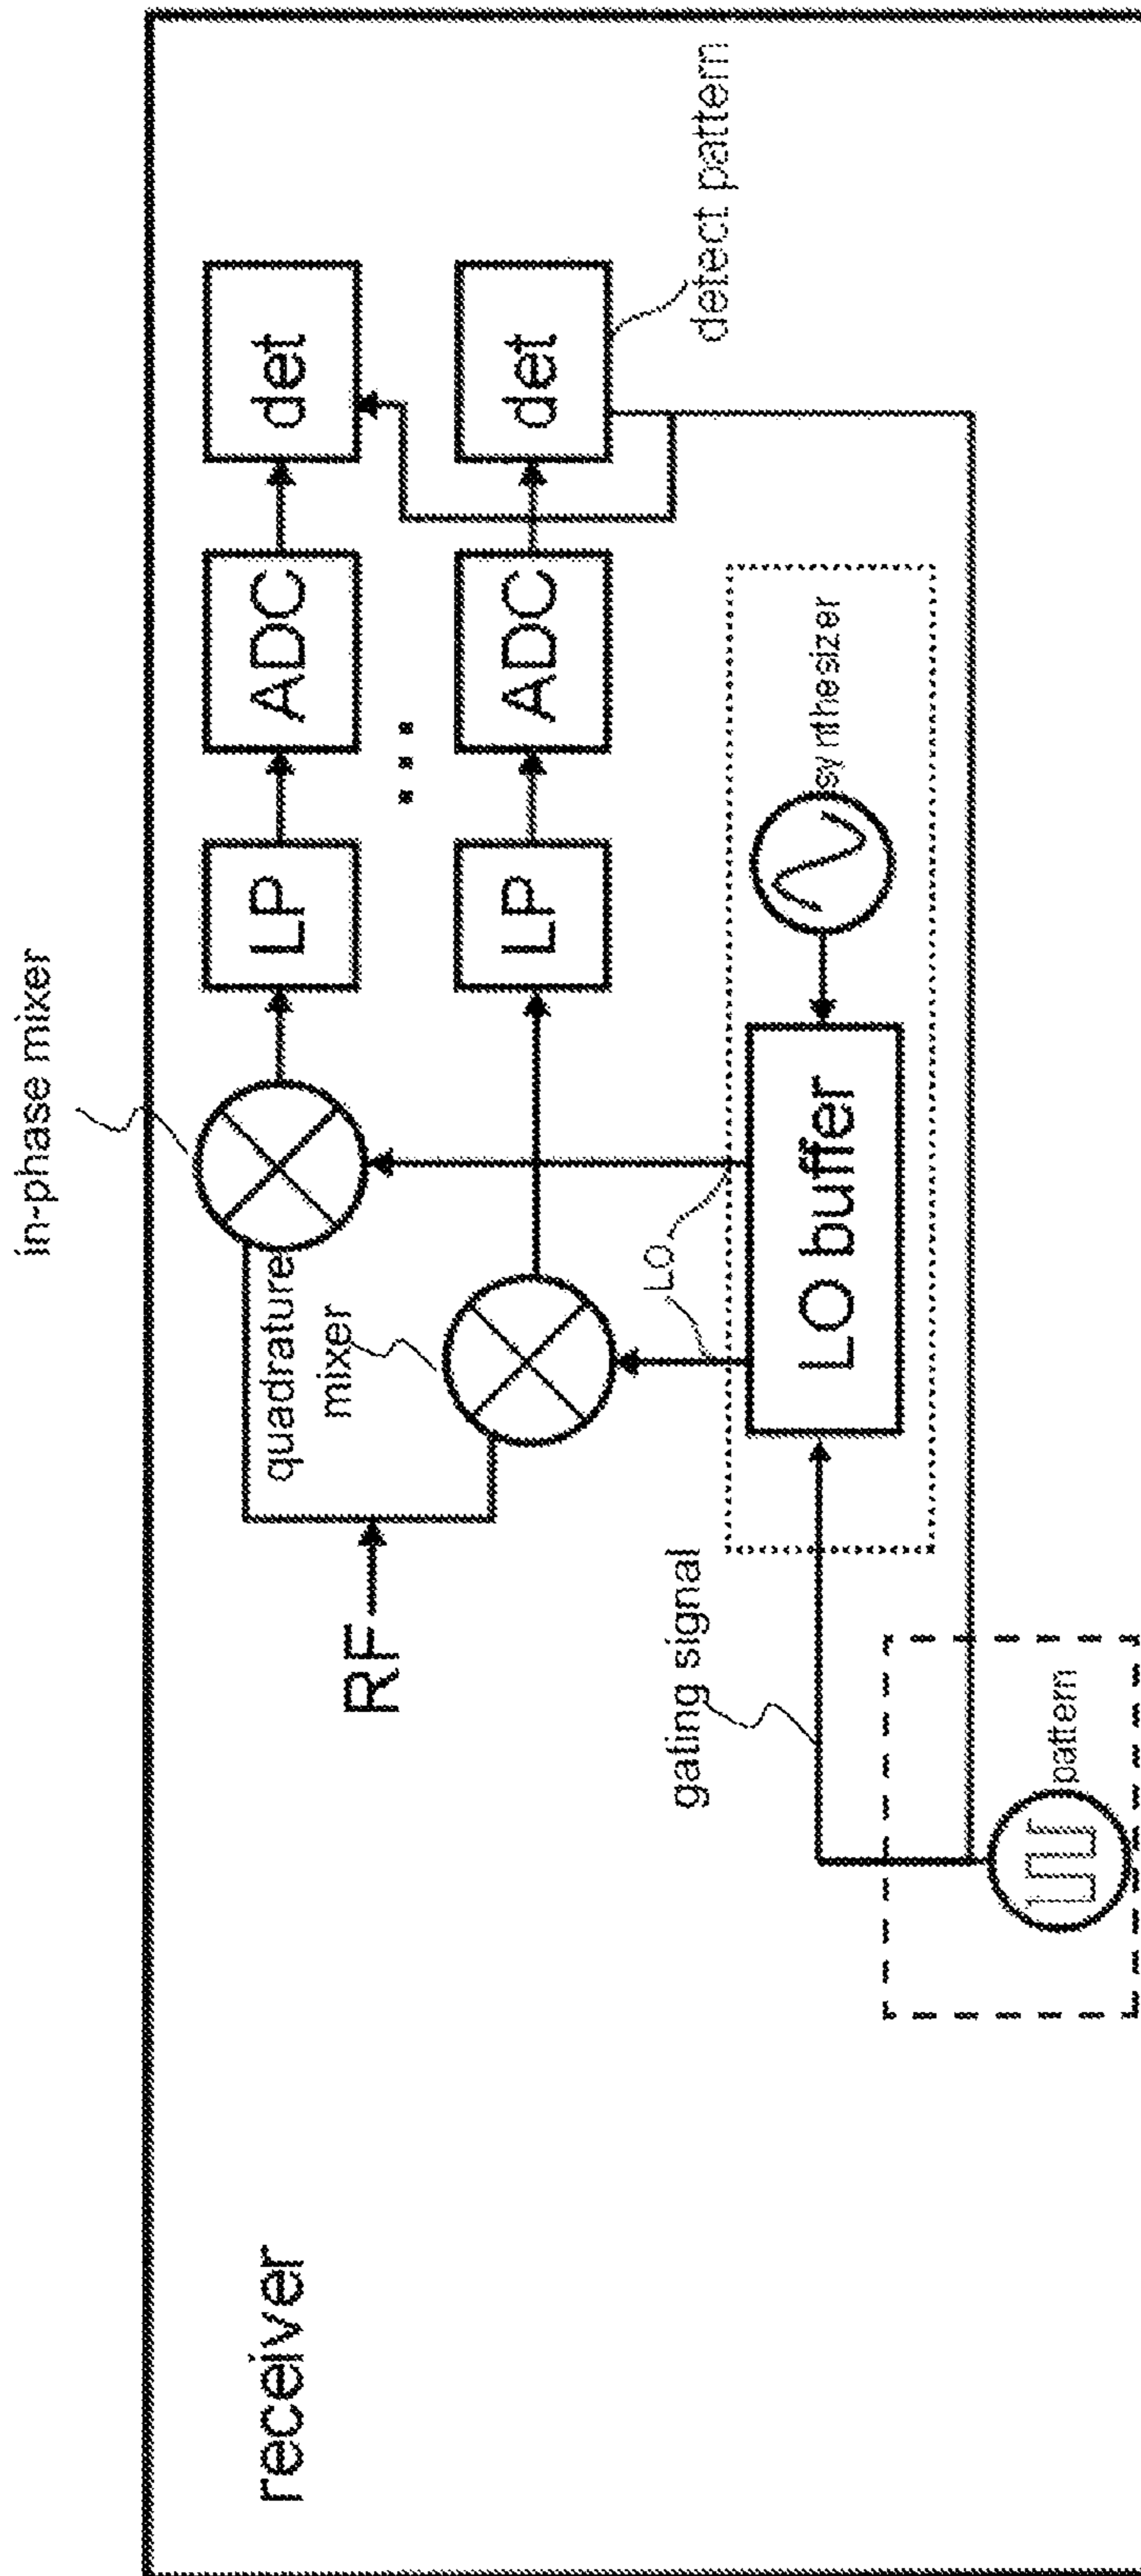 in-phase mixer
receiver
RF
quadrature
mixer
LP
ADC
det
LP
ADC
det
...
LO
detect pattern
gating signal
LO buffer
synthesizer
pattern